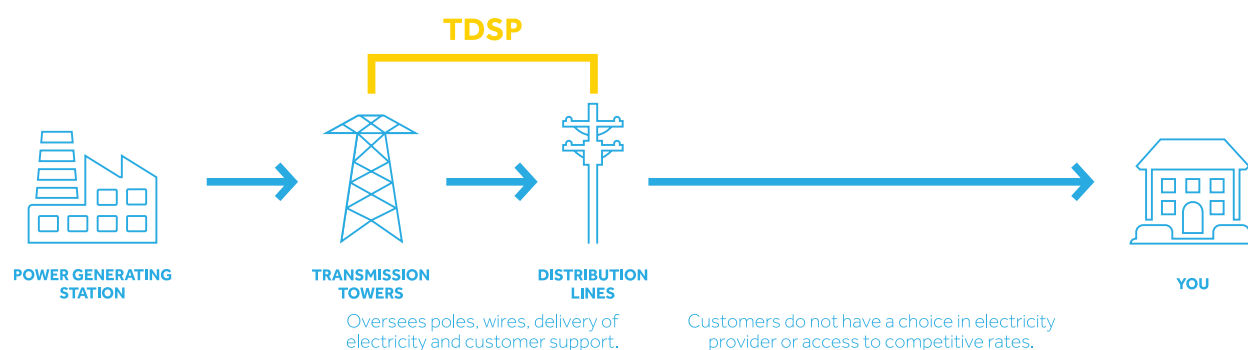 TDSP
POWER GENERATING
STATION
TRANSMISSION
TOWERS
DISTRIBUTION
LINES
YOU
Oversees poles, wires, delivery of
electricity and customer support.
Customers do not have a choice in electricity
provider or access to competitive rates.